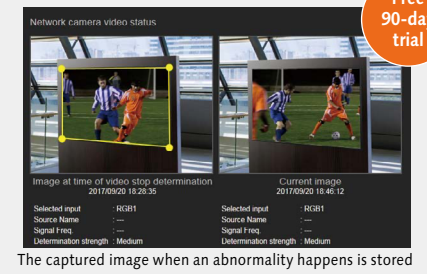 Free
90-day
trial
Network camera video status
Image at time of video stop determination
2017/09/20 18:28:35
Selected input : RGB1
Source Name : ---
Signal Freq. : ---
Determination strength : Medium
Current image
2017/09/20 18:46:12
Selected input : RGB1
Source Name : ---
Signal Freq. : ---
Determination strength : Medium
The captured image when an abnormality happens is stored